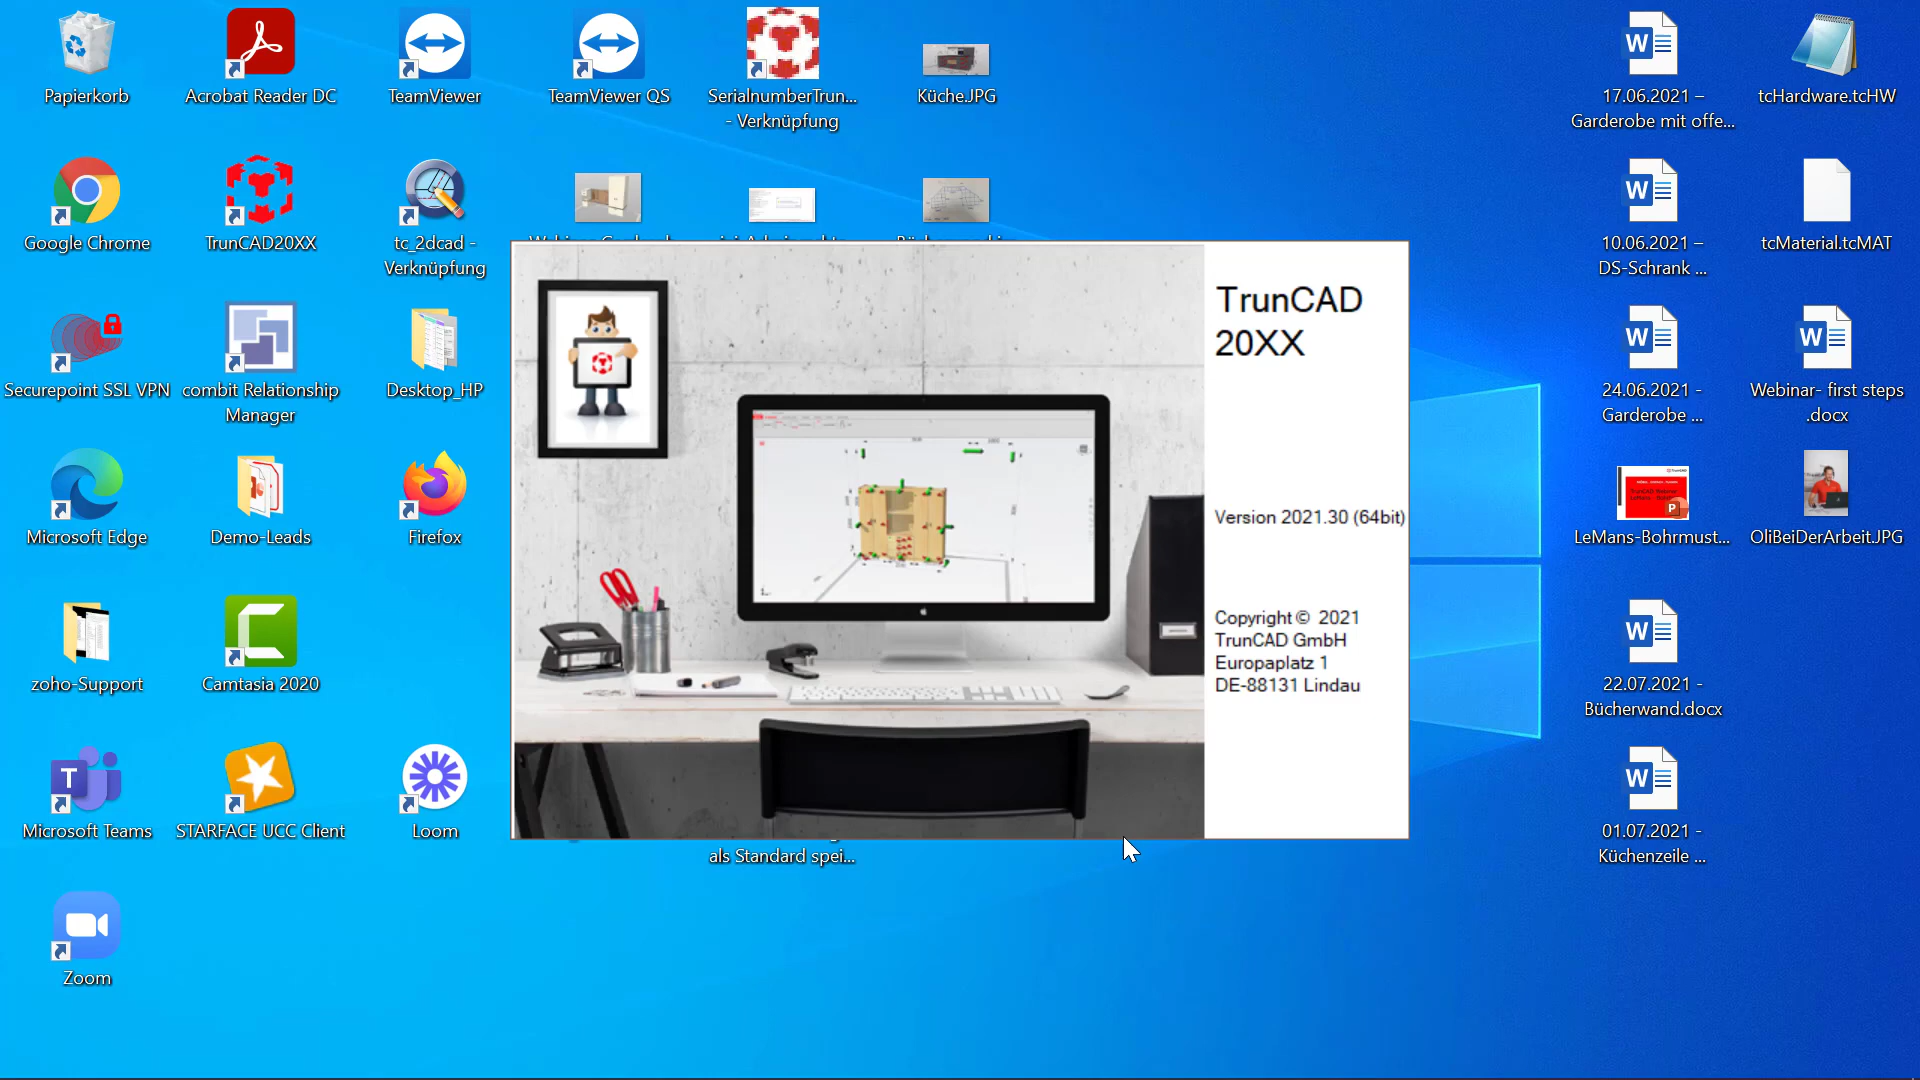 Papierkorb
Acrobat Reader DC
TeamViewer
TeamViewer QS
SerialnumberTrun...
- Verknüpfung
Küche.JPG
17.06.2021 –
Garderobe mit offe...
tcHardware.tcHW
Google Chrome
TrunCAD20XX
tc_2dcad -
Verknüpfung
10.06.2021 –
DS-Schrank ...
tcMaterial.tcMAT
TrunCAD
20XX
Version 2021.30 (64bit)
Copyright © 2021
TrunCAD GmbH
Europaplatz 1
DE-88131 Lindau
Securepoint SSL VPN
combit Relationship
Manager
Desktop_HP
24.06.2021 -
Garderobe ...
Webinar- first steps
.docx
Microsoft Edge
Demo-Leads
Firefox
LeMans-Bohrmust...
OliBeiDerArbeit.JPG
zoho-Support
Camtasia 2020
22.07.2021 -
Bücherwand.docx
Microsoft Teams
STARFACE UCC Client
Loom
als Standard spei...
01.07.2021 -
Küchenzeile ...
Zoom